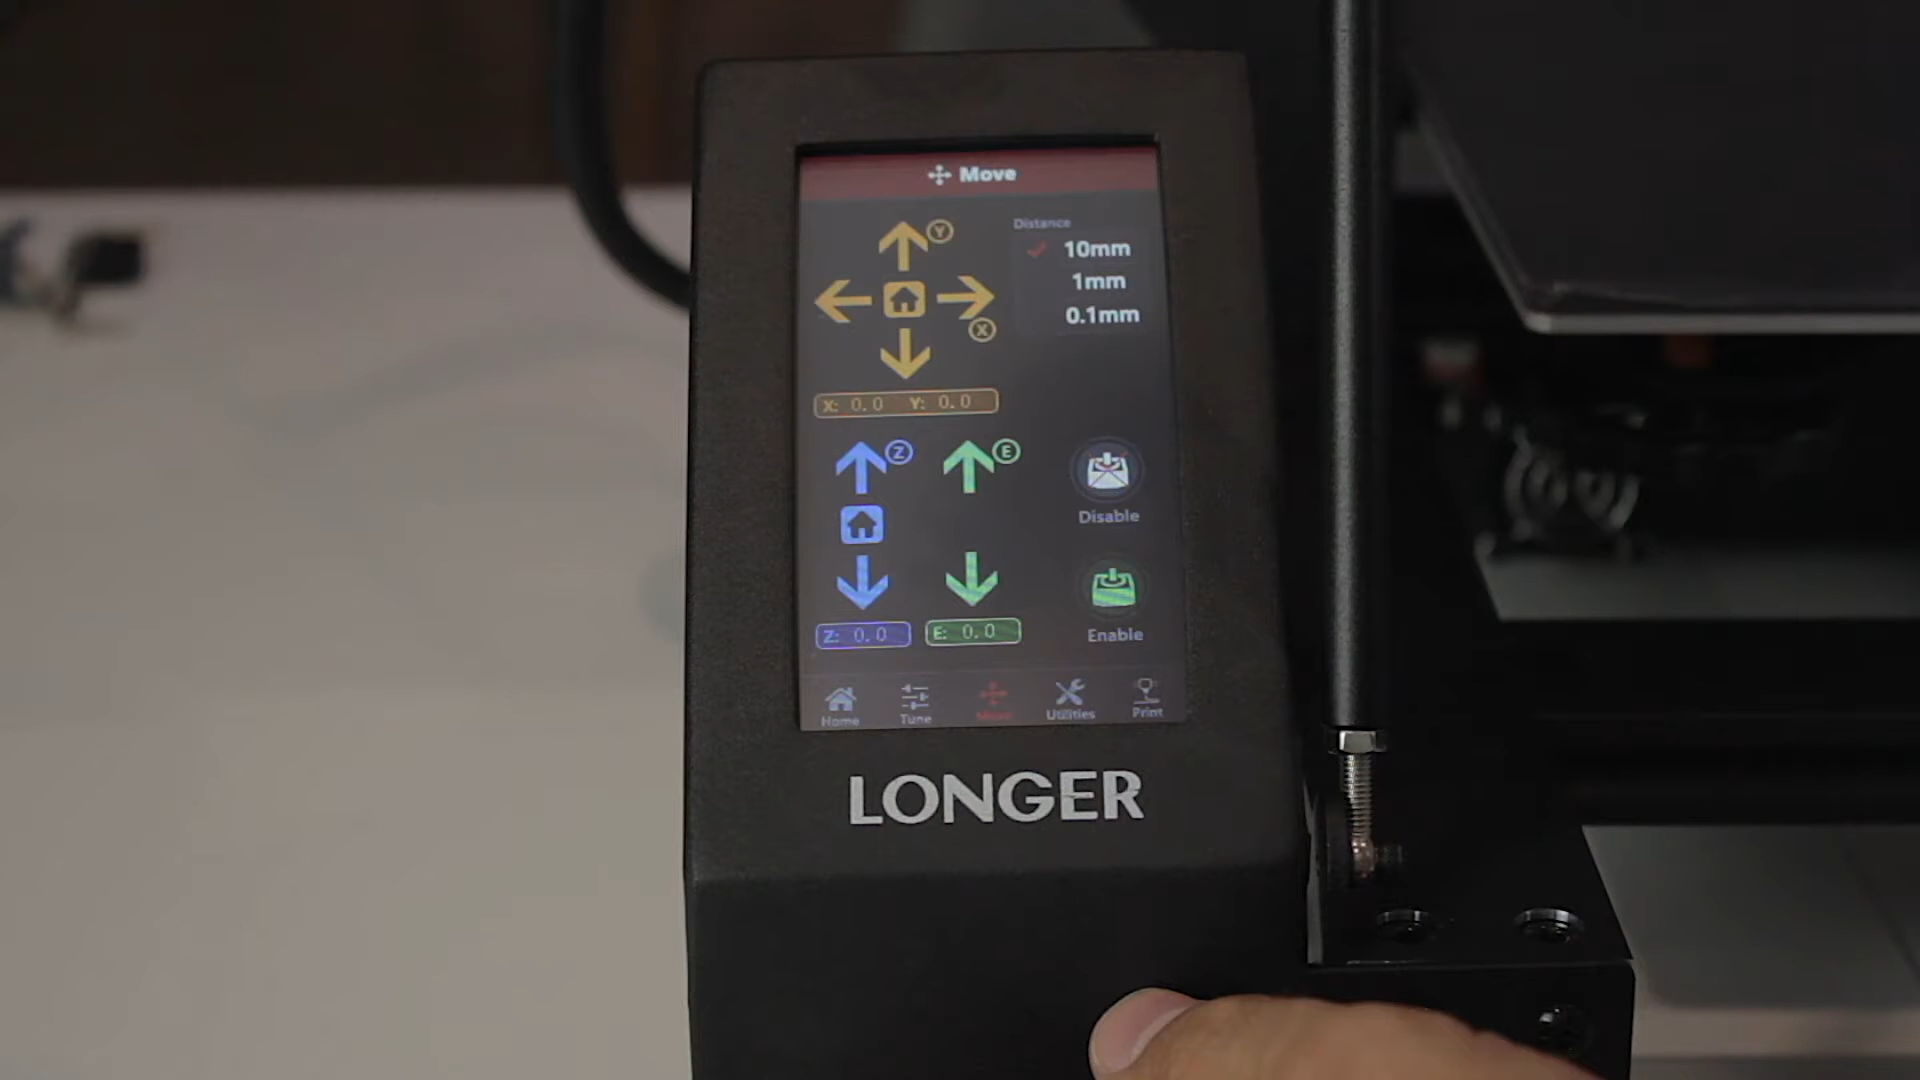 Move
Y
Distance
10mm
1mm
0.1mm
X
X: 0.0 Y: 0.0
Z
E
Disable
Enable
Z: 0.0
E: 0.0
Home
Tune
Move
Utilities
Print
LONGER